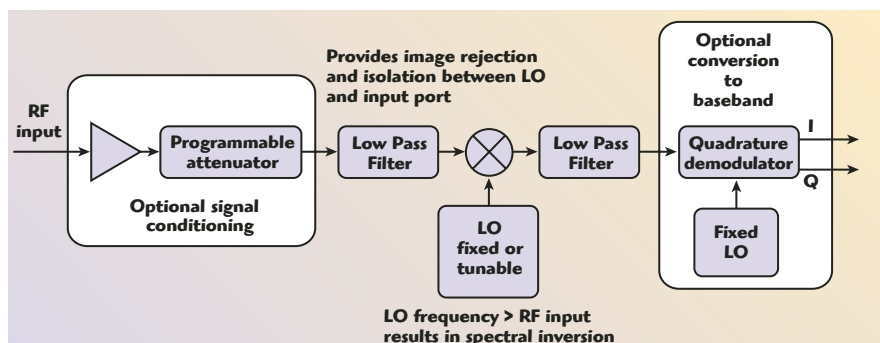 RF
input
Programmable
attenuator
Optional signal
conditioning
Provides image rejection
and isolation between LO
and input port
Low Pass
Filter
LO
fixed or
tunable
LO frequency > RF input
results in spectral inversion
Low Pass
Filter
Optional
conversion
to
baseband
Quadrature
demodulator
I
Q
Fixed
LO